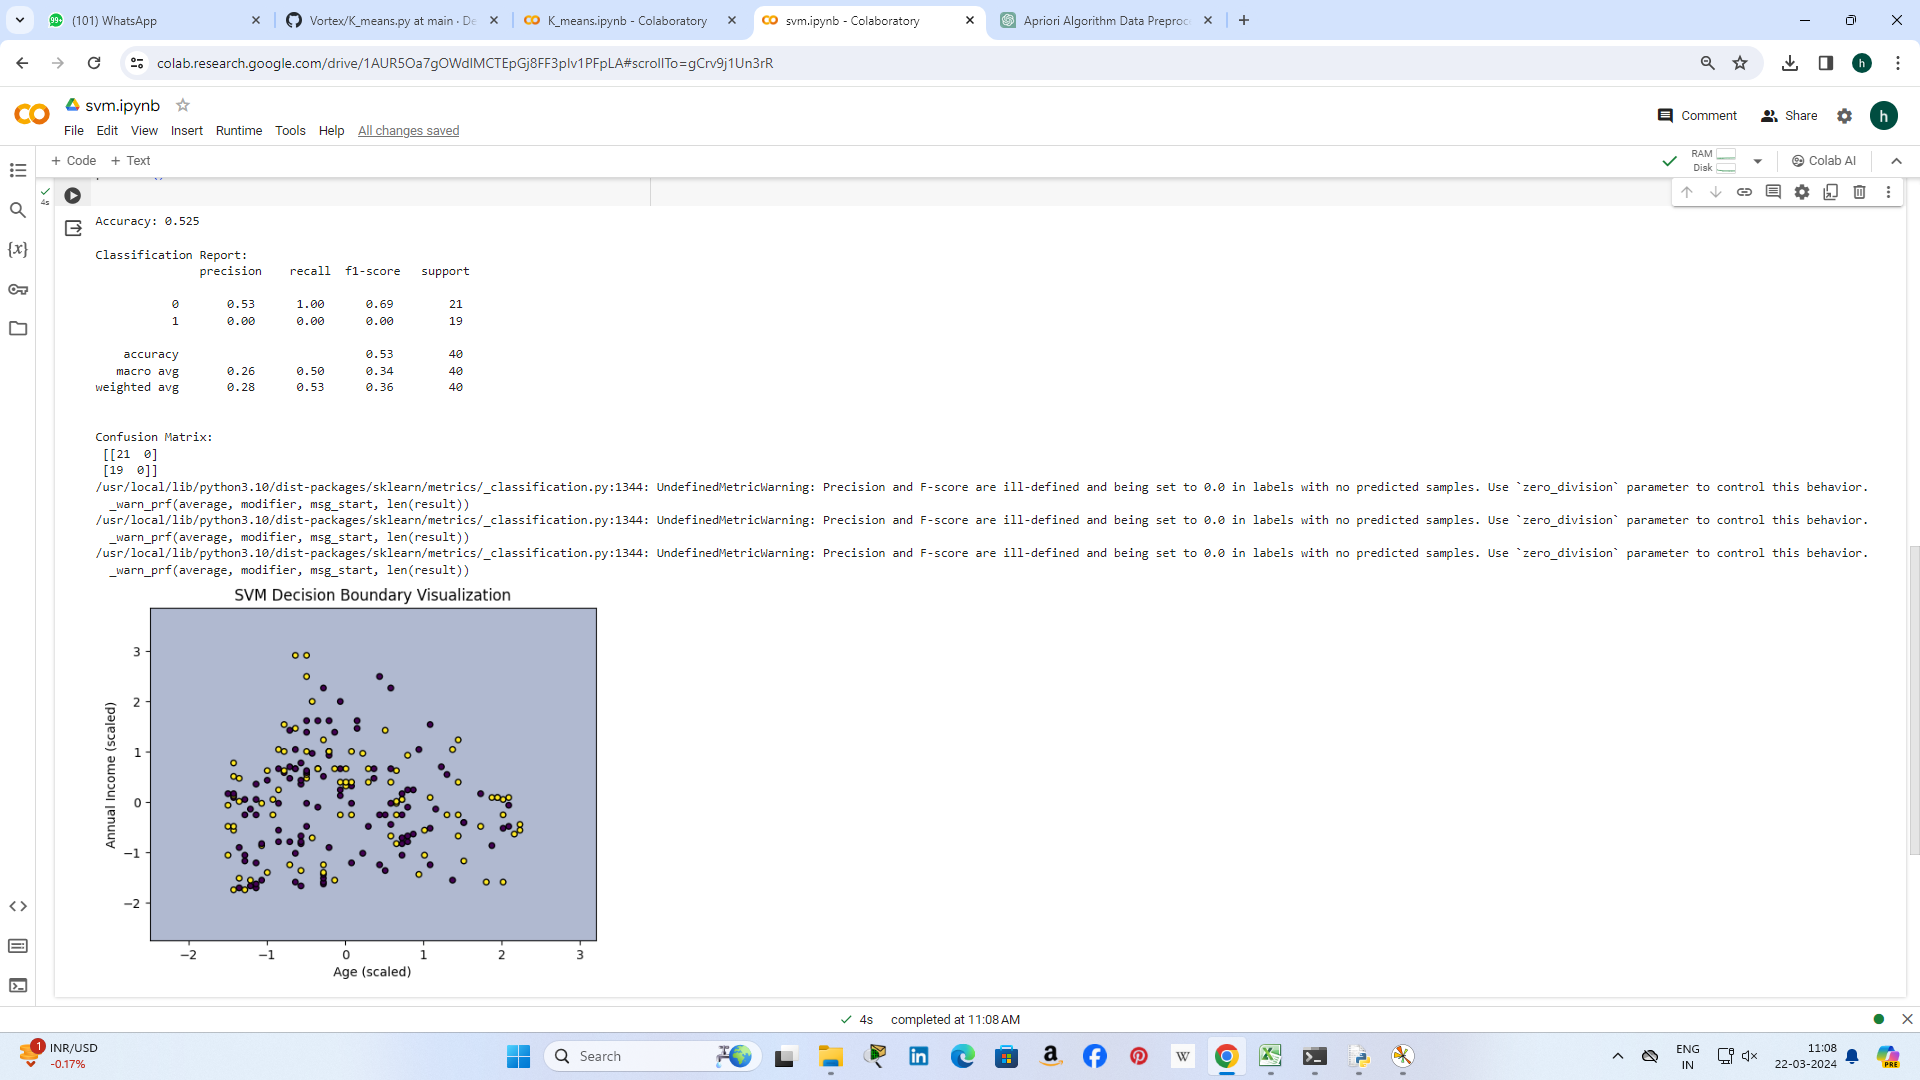 (101) WhatsApp
Vortex/K_means.py at main · De
K_means.ipynb - Colaboratory
svm.ipynb - Colaboratory
Apriori Algorithm Data Preproc
colab.research.google.com/drive/1AUR5Oa7gOWdIMCTEpGj8FF3plv1PFpLA#scrollTo=gCrv9j1Un3rR
h
svm.ipynb
Comment
Share
h
File Edit View Insert Runtime Tools Help All changes saved
+ Code + Text
RAM
Disk
Colab AI
4s
{x}
Accuracy: 0.525
Classification Report:
precision recall f1-score support
0 0.53 1.00 0.69 21
1 0.00 0.00 0.00 19
accuracy 0.53 40
macro avg 0.26 0.50 0.34 40
weighted avg 0.28 0.53 0.36 40
Confusion Matrix:
[[21 0]
[19 0]]
/usr/local/lib/python3.10/dist-packages/sklearn/metrics/_classification.py:1344: UndefinedMetricWarning: Precision and F-score are ill-defined and being set to 0.0 in labels with no predicted samples. Use `zero_division` parameter to control this behavior.
_warn_prf(average, modifier, msg_start, len(result))
/usr/local/lib/python3.10/dist-packages/sklearn/metrics/_classification.py:1344: UndefinedMetricWarning: Precision and F-score are ill-defined and being set to 0.0 in labels with no predicted samples. Use `zero_division` parameter to control this behavior.
_warn_prf(average, modifier, msg_start, len(result))
/usr/local/lib/python3.10/dist-packages/sklearn/metrics/_classification.py:1344: UndefinedMetricWarning: Precision and F-score are ill-defined and being set to 0.0 in labels with no predicted samples. Use `zero_division` parameter to control this behavior.
_warn_prf(average, modifier, msg_start, len(result))
SVM Decision Boundary Visualization
Annual Income (scaled)
3
2
1
0
−1
−2
−2 −1 0 1 2 3
Age (scaled)
4s completed at 11:08 AM
1
INR/USD
-0.17%
Search
ENG
IN
11:08
22-03-2024
PRE